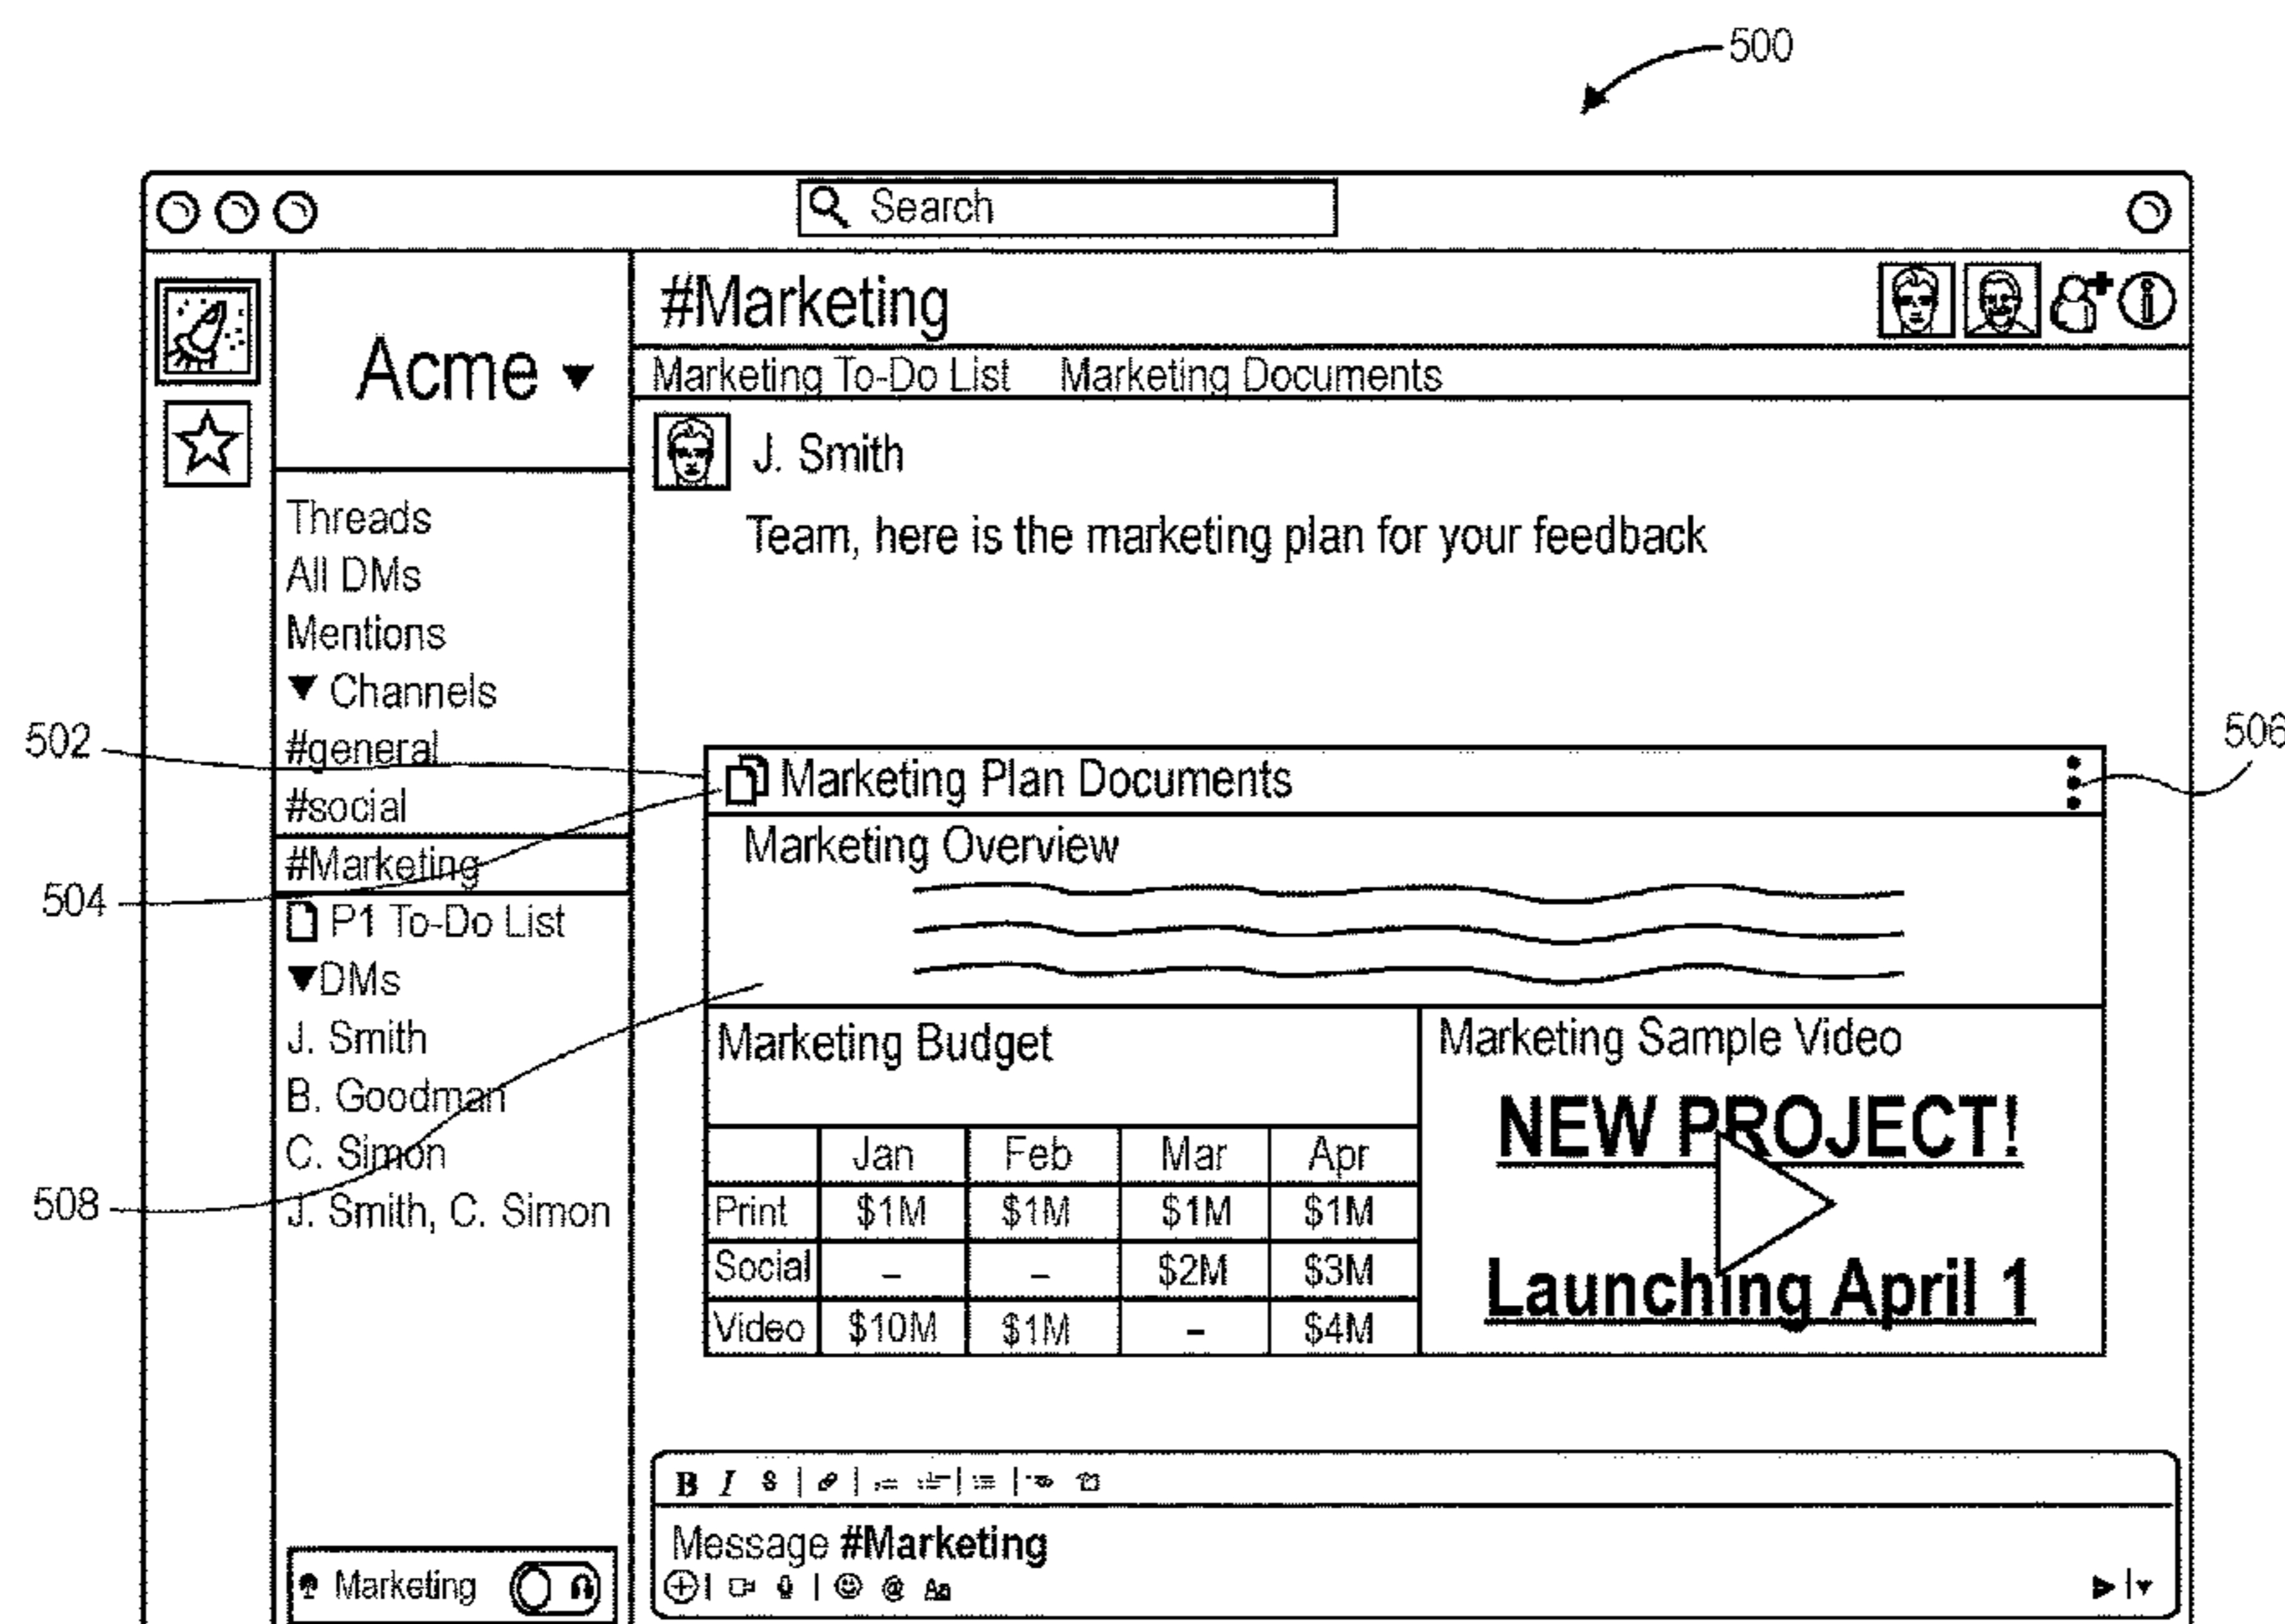 500
Search
Acme
#Marketing
Marketing To-Do List Marketing Documents
J. Smith
Team, here is the marketing plan for your feedback
Threads
All DMs
Mentions
Channels
#general
#social
#Marketing
P1 To-Do List
DMs
J. Smith
B. Goodman
C. Simon
J. Smith, C. Simon
502
504
508
506
Marketing Plan Documents
Marketing Overview
Marketing Budget
Jan Feb Mar Apr
Print $1M $1M $1M $1M
Social – – $2M $3M
Video $10M $1M – $4M
Marketing Sample Video
NEW PROJECT!
Launching April 1
B I S
Message #Marketing
@ Aa
Marketing